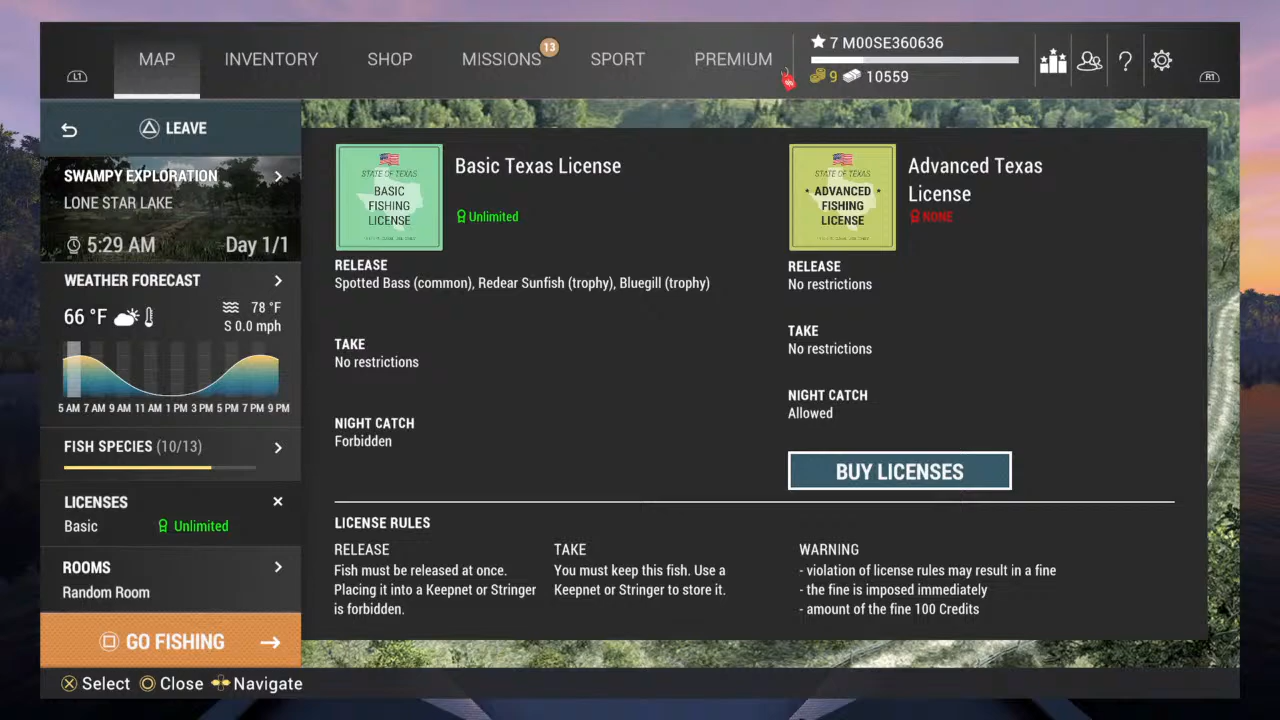 L1
MAP
INVENTORY
SHOP
MISSIONS 13
SPORT
PREMIUM
7 M00SE360636
9 10559
?
R1
LEAVE
SWAMPY EXPLORATION
LONE STAR LAKE
5:29 AM Day 1/1
WEATHER FORECAST
66 °F 78 °F
S 0.0 mph
5 AM 7 AM 9 AM 11 AM 1 PM 3 PM 5 PM 7 PM 9 PM
FISH SPECIES (10/13)
LICENSES
Basic Unlimited
ROOMS
Random Room
GO FISHING
STATE OF TEXAS
BASIC
FISHING
LICENSE
Basic Texas License
Unlimited
RELEASE
Spotted Bass (common), Redear Sunfish (trophy), Bluegill (trophy)
TAKE
No restrictions
NIGHT CATCH
Forbidden
STATE OF TEXAS
ADVANCED
FISHING
LICENSE
Advanced Texas
License
NONE
RELEASE
No restrictions
TAKE
No restrictions
NIGHT CATCH
Allowed
BUY LICENSES
LICENSE RULES
RELEASE
Fish must be released at once.
Placing it into a Keepnet or Stringer
is forbidden.
TAKE
You must keep this fish. Use a
Keepnet or Stringer to store it.
WARNING
- violation of license rules may result in a fine
- the fine is imposed immediately
- amount of the fine 100 Credits
Select Close Navigate